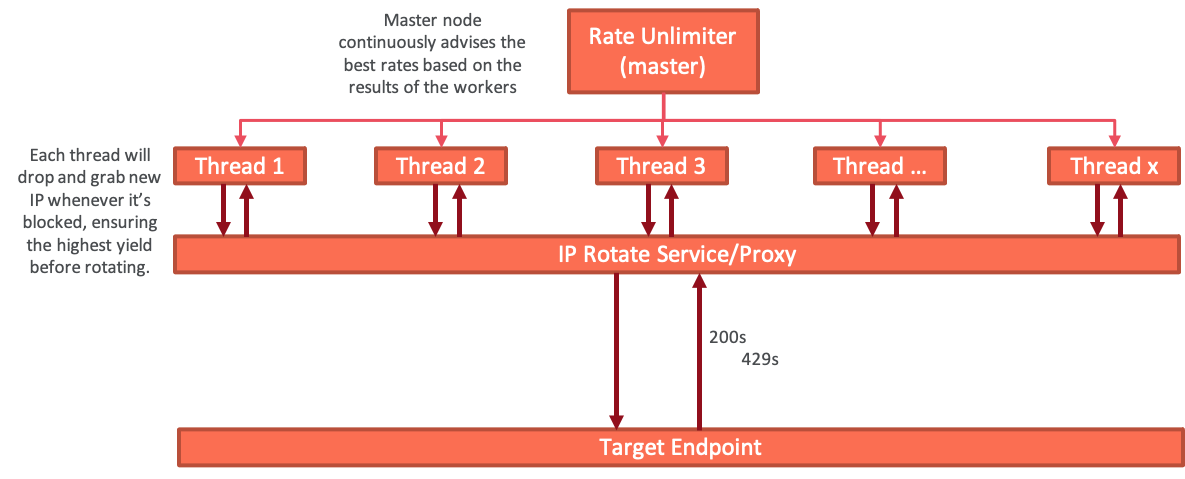 Master node
continuously advises the
best rates based on the
results of the workers
Rate Unlimiter
(master)
Each thread will
drop and grab new
IP whenever it’s
blocked, ensuring
the highest yield
before rotating.
Thread 1
Thread 2
Thread 3
Thread ...
Thread x
IP Rotate Service/Proxy
200s
429s
Target Endpoint